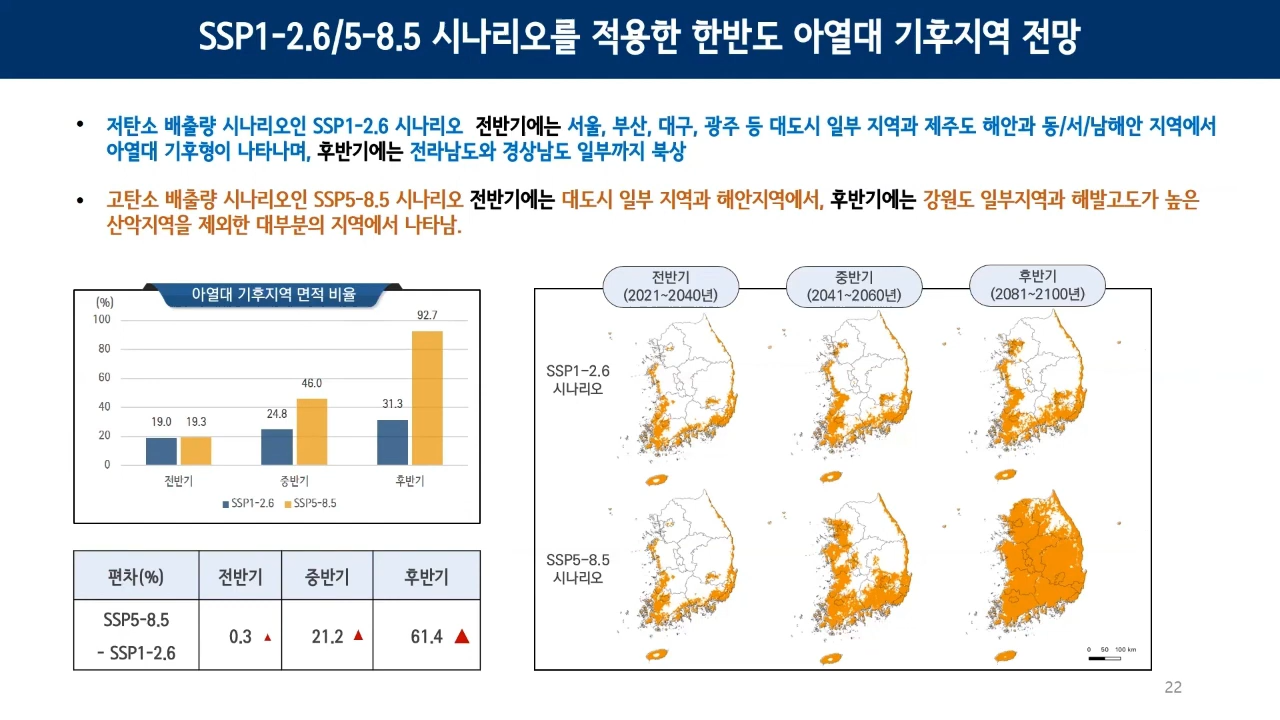 SSP1-2.6/5-8.5 시나리오를 적용한 한반도 아열대 기후지역 전망
• 저탄소 배출량 시나리오인 SSP1-2.6 시나리오 전반기에는 서울, 부산, 대구, 광주 등 대도시 일부 지역과 제주도 해안과 동/서/남해안 지역에서
아열대 기후형이 나타나며, 후반기에는 전라남도와 경상남도 일부까지 북상
• 고탄소 배출량 시나리오인 SSP5-8.5 시나리오 전반기에는 대도시 일부 지역과 해안지역에서, 후반기에는 강원도 일부지역과 해발고도가 높은
산악지역을 제외한 대부분의 지역에서 나타남.
아열대 기후지역 면적 비율
(%)
100
80
60
40
20
0
19.0 19.3
24.8 46.0
31.3 92.7
전반기 중반기 후반기
SSP1-2.6 SSP5-8.5
편차(%) 전반기 중반기 후반기
SSP5-8.5
- SSP1-2.6
0.3 ▲ 21.2 ▲ 61.4 ▲
전반기
(2021~2040년)
중반기
(2041~2060년)
후반기
(2081~2100년)
SSP1-2.6
시나리오
SSP5-8.5
시나리오
0 50 100 km
22